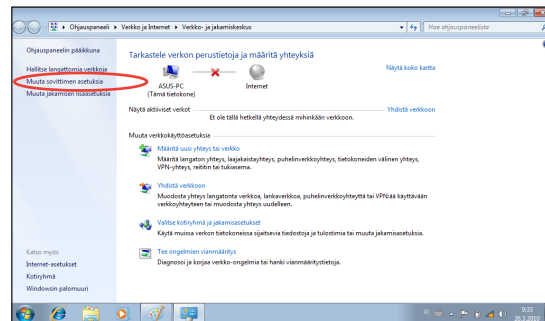 Ohjauspaneeli ▸ Verkko ja Internet ▸ Verkko- ja jakamiskeskus
Hae ohjauspaneelista
Ohjauspaneelin pääikkuna
Hallitse langattomia verkkoja
Muuta sovittimen asetuksia
Muuta jakamisen lisäasetuksia
Tarkastele verkon perustietoja ja määritä yhteyksiä
Näytä koko kartta
ASUS-PC
(Tämä tietokone)
Internet
Näytä aktiiviset verkot
Yhdistä verkkoon
Et ole tällä hetkellä yhteydessä mihinkään verkkoon.
Muuta verkkokäyttöasetuksia
Määritä uusi yhteys tai verkko
Määritä langaton yhteys, laajakaistayhteys, puhelinverkkoyhteys, tietokoneiden välinen yhteys,
VPN-yhteys, reititin tai tukiasema.
Yhdistä verkkoon
Muodosta yhteys langatonta verkkoa, lankaverkkoa, puhelinverkkoyhteyttä tai VPN:ää käyttävään
verkkoyhteyteen tai muodosta yhteys uudelleen.
Valitse kotiryhmä ja jakamisasetukset
Käytä muissa verkon tietokoneissa sijaitsevia tiedostoja ja tulostimia tai muuta jakamisasetuksia.
Tee ongelmien vianmääritys
Diagnosoi ja korjaa verkko-ongelmia tai hanki vianmääritystietoja.
Katso myös
Internet-asetukset
Kotiryhmä
Windowsin palomuuri
9:33
26.3.2010